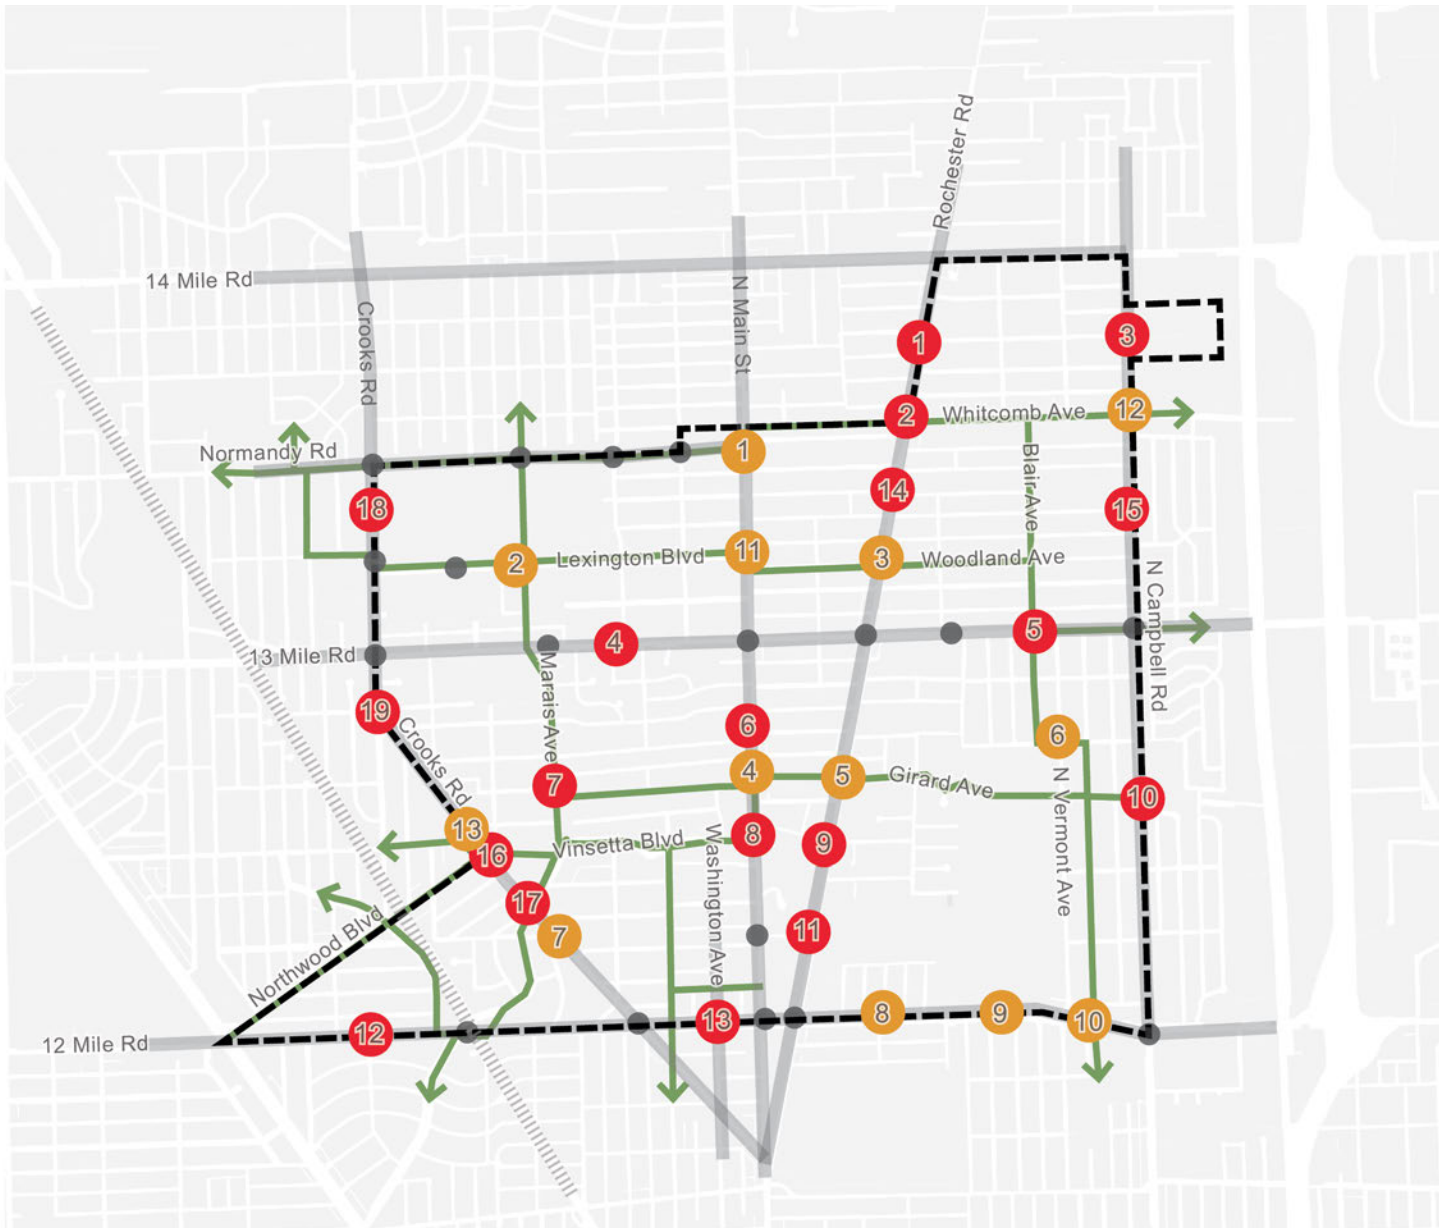 Rochester Rd
14 Mile Rd
Crooks Rd
N Main St
1
3
2
Whitcomb Ave
12
Normandy Rd
1
Blair Ave
14
18
15
2
Lexington Blvd
11
3
Woodland Ave
N Campbell Rd
13 Mile Rd
4
5
Marais Ave
19
Crooks Rd
6
6
7
4
5
Girard Ave
N Vermont Ave
10
13
16
Vinsetta Blvd
8
9
Washington Ave
17
7
11
Northwood Blvd
12 Mile Rd
12
13
8
9
10